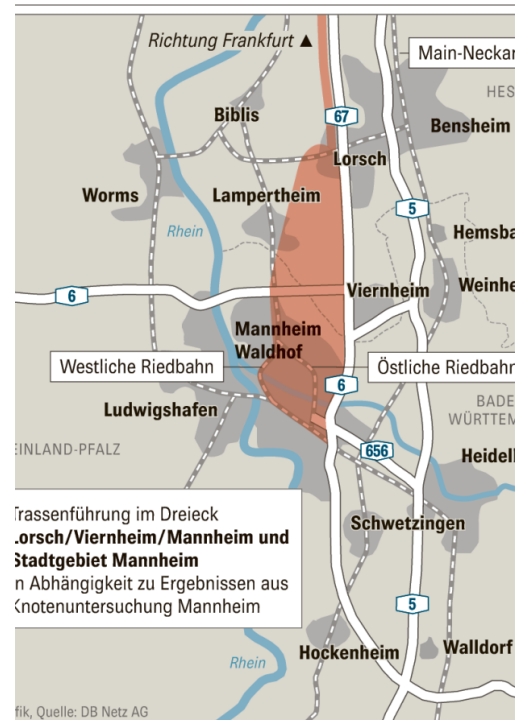 Richtung Frankfurt ▲
Main-Neckar
HES
67
Biblis
Bensheim
Lorsch
Worms
Lampertheim
5
Rhein
Hemsba
6
Viernheim
Weinhe
Mannheim
Waldhof
Westliche Riedbahn
Östliche Riedbahn
6
BADE
WÜRTTEM
Ludwigshafen
EINLAND-PFALZ
656
Heidell
Trassenführung im Dreieck
Lorsch/Viernheim/Mannheim und
Stadtgebiet Mannheim
n Abhängigkeit zu Ergebnissen aus
Knotenuntersuchung Mannheim
Schwetzingen
5
Hockenheim
Walldorf
Rhein
fik, Quelle: DB Netz AG